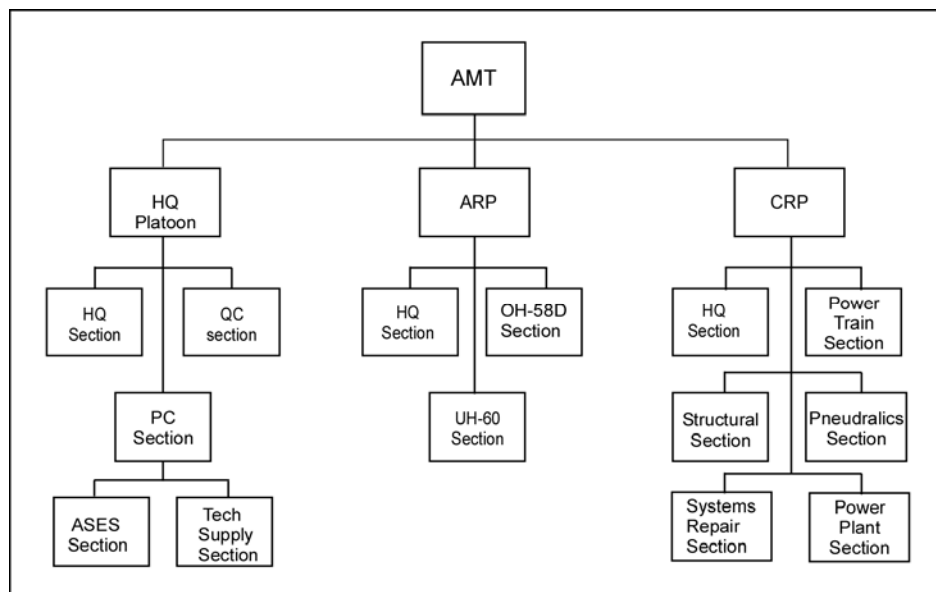 AMT
HQ
Platoon
ARP
CRP
HQ
Section
QC
section
HQ
Section
OH-58D
Section
HQ
Section
Power
Train
Section
PC
Section
UH-60
Section
Structural
Section
Pneudralics
Section
ASES
Section
Tech
Supply
Section
Systems
Repair
Section
Power
Plant
Section